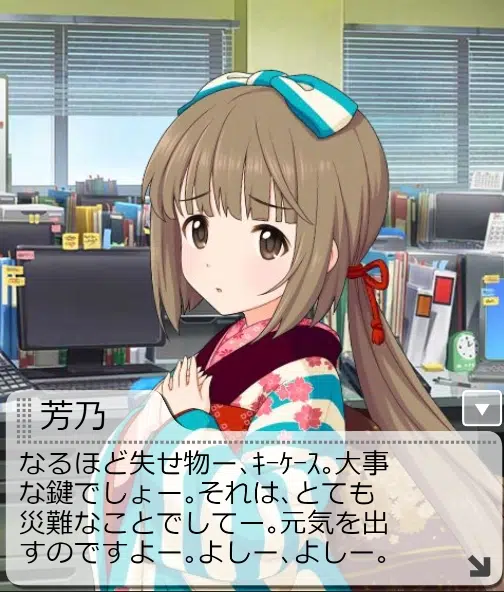 芳乃
なるほど失せ物ー､ｷｰｹｰｽ｡大事
な鍵でしょー｡それは､とても
災難なことでしてー｡元気を出
すのですよー｡よしー､よしー｡